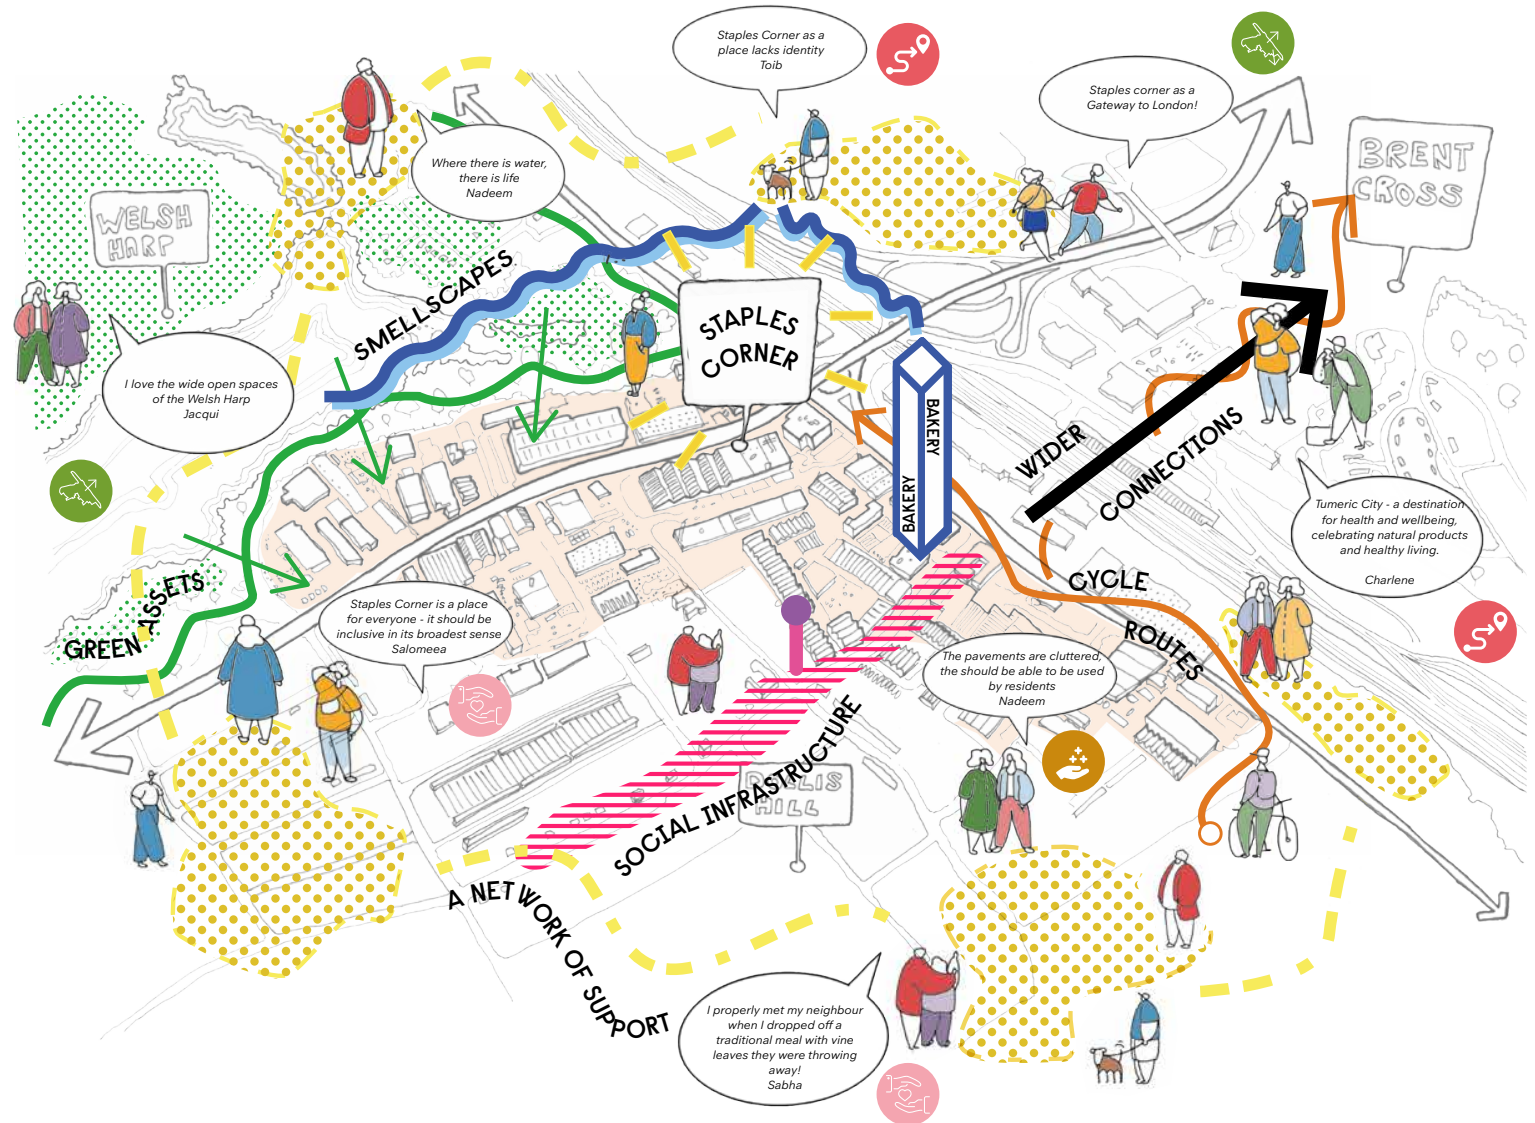 Staples Corner as a
place lacks identity
Toib
Staples corner as a
Gateway to London!
BRENT
CROSS
Where there is water,
there is life
Nadeem
WELSH
HARP
SMELLSCAPES
STAPLES
CORNER
I love the wide open spaces
of the Welsh Harp
Jacqui
BAKERY
BAKERY
WIDER
CONNECTIONS
Tumeric City - a destination
for health and wellbeing,
celebrating natural products
and healthy living.
Charlene
GREEN ASSETS
Staples Corner is a place
for everyone - it should be
inclusive in its broadest sense
Salomeea
CYCLE
ROUTES
The pavements are cluttered,
the should be able to be used
by residents
Nadeem
SOCIAL INFRASTRUCTURE
HILL
A NETWORK OF SUPPORT
I properly met my neighbour
when I dropped off a
traditional meal with vine
leaves they were throwing
away!
Sabha